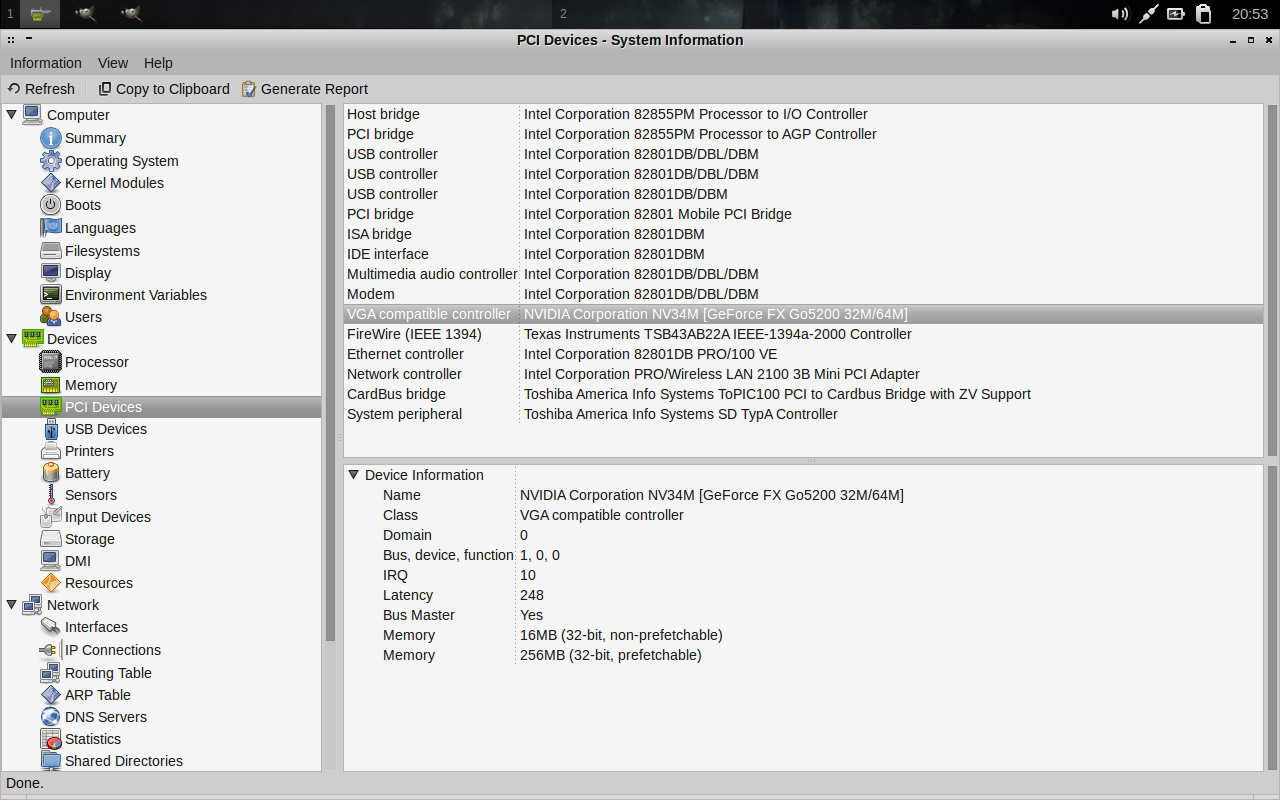 1 2 20:53
PCI Devices - System Information
Information View Help
Refresh Copy to Clipboard Generate Report
Computer
Summary
Operating System
Kernel Modules
Boots
Languages
Filesystems
Display
Environment Variables
Users
Devices
Processor
Memory
PCI Devices
USB Devices
Printers
Battery
Sensors
Input Devices
Storage
DMI
Resources
Network
Interfaces
IP Connections
Routing Table
ARP Table
DNS Servers
Statistics
Shared Directories
Host bridge Intel Corporation 82855PM Processor to I/O Controller
PCI bridge Intel Corporation 82855PM Processor to AGP Controller
USB controller Intel Corporation 82801DB/DBL/DBM
USB controller Intel Corporation 82801DB/DBL/DBM
USB controller Intel Corporation 82801DB/DBM
PCI bridge Intel Corporation 82801 Mobile PCI Bridge
ISA bridge Intel Corporation 82801DBM
IDE interface Intel Corporation 82801DBM
Multimedia audio controller Intel Corporation 82801DB/DBL/DBM
Modem Intel Corporation 82801DB/DBL/DBM
VGA compatible controller NVIDIA Corporation NV34M [GeForce FX Go5200 32M/64M]
FireWire (IEEE 1394) Texas Instruments TSB43AB22A IEEE-1394a-2000 Controller
Ethernet controller Intel Corporation 82801DB PRO/100 VE
Network controller Intel Corporation PRO/Wireless LAN 2100 3B Mini PCI Adapter
CardBus bridge Toshiba America Info Systems ToPIC100 PCI to Cardbus Bridge with ZV Support
System peripheral Toshiba America Info Systems SD TypA Controller
Device Information
Name NVIDIA Corporation NV34M [GeForce FX Go5200 32M/64M]
Class VGA compatible controller
Domain 0
Bus, device, function 1, 0, 0
IRQ 10
Latency 248
Bus Master Yes
Memory 16MB (32-bit, non-prefetchable)
Memory 256MB (32-bit, prefetchable)
Done.